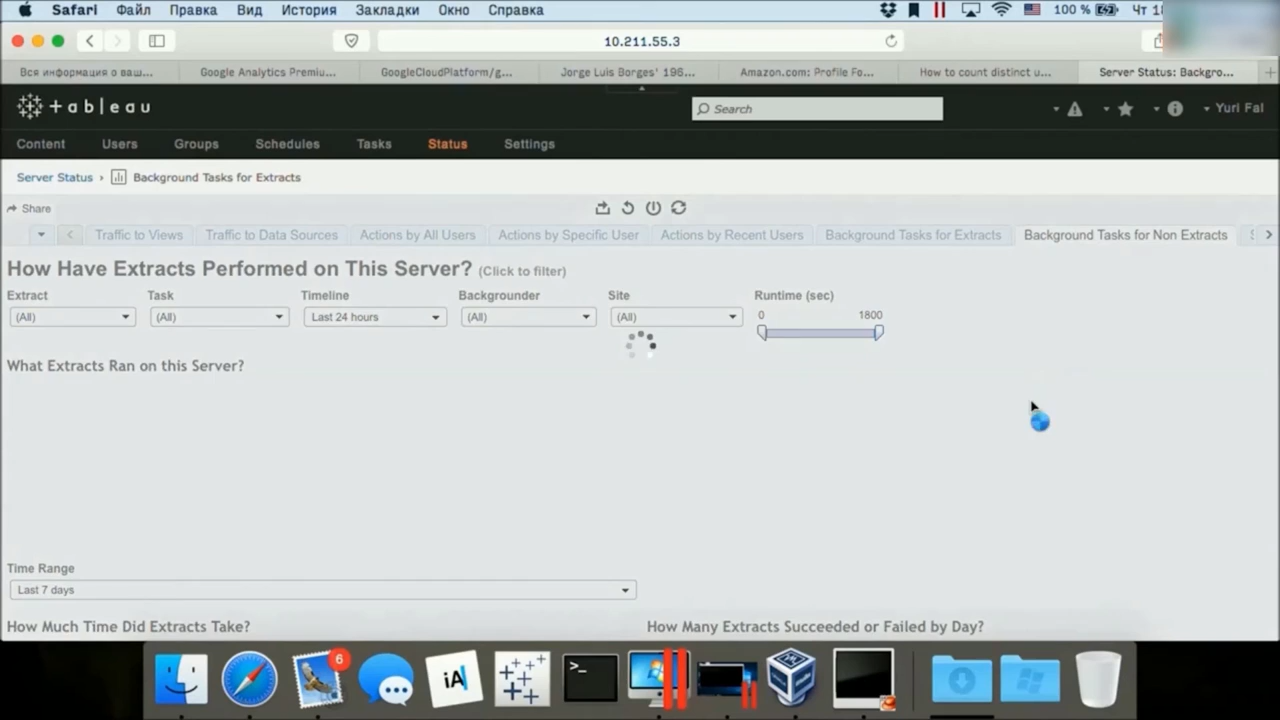 Safari Файл Правка Вид История Закладки Окно Справка 100 % Чт
10.211.55.3
Вся информация о ваш... Google Analytics Premiu... GoogleCloudPlatform/g... Jorge Luis Borges' 196... Amazon.com: Profile Fo... How to count distinct u... Server Status: Backgro...
+ableau Search Yuri Fal
Content Users Groups Schedules Tasks Status Settings
Server Status › Background Tasks for Extracts
Share
Traffic to Views Traffic to Data Sources Actions by All Users Actions by Specific User Actions by Recent Users Background Tasks for Extracts Background Tasks for Non Extracts
How Have Extracts Performed on This Server? (Click to filter)
Extract Task Timeline Backgrounder Site Runtime (sec)
(All) (All) Last 24 hours (All) (All) 0 1800
What Extracts Ran on this Server?
Time Range
Last 7 days
How Much Time Did Extracts Take? How Many Extracts Succeeded or Failed by Day?
6 iA >_